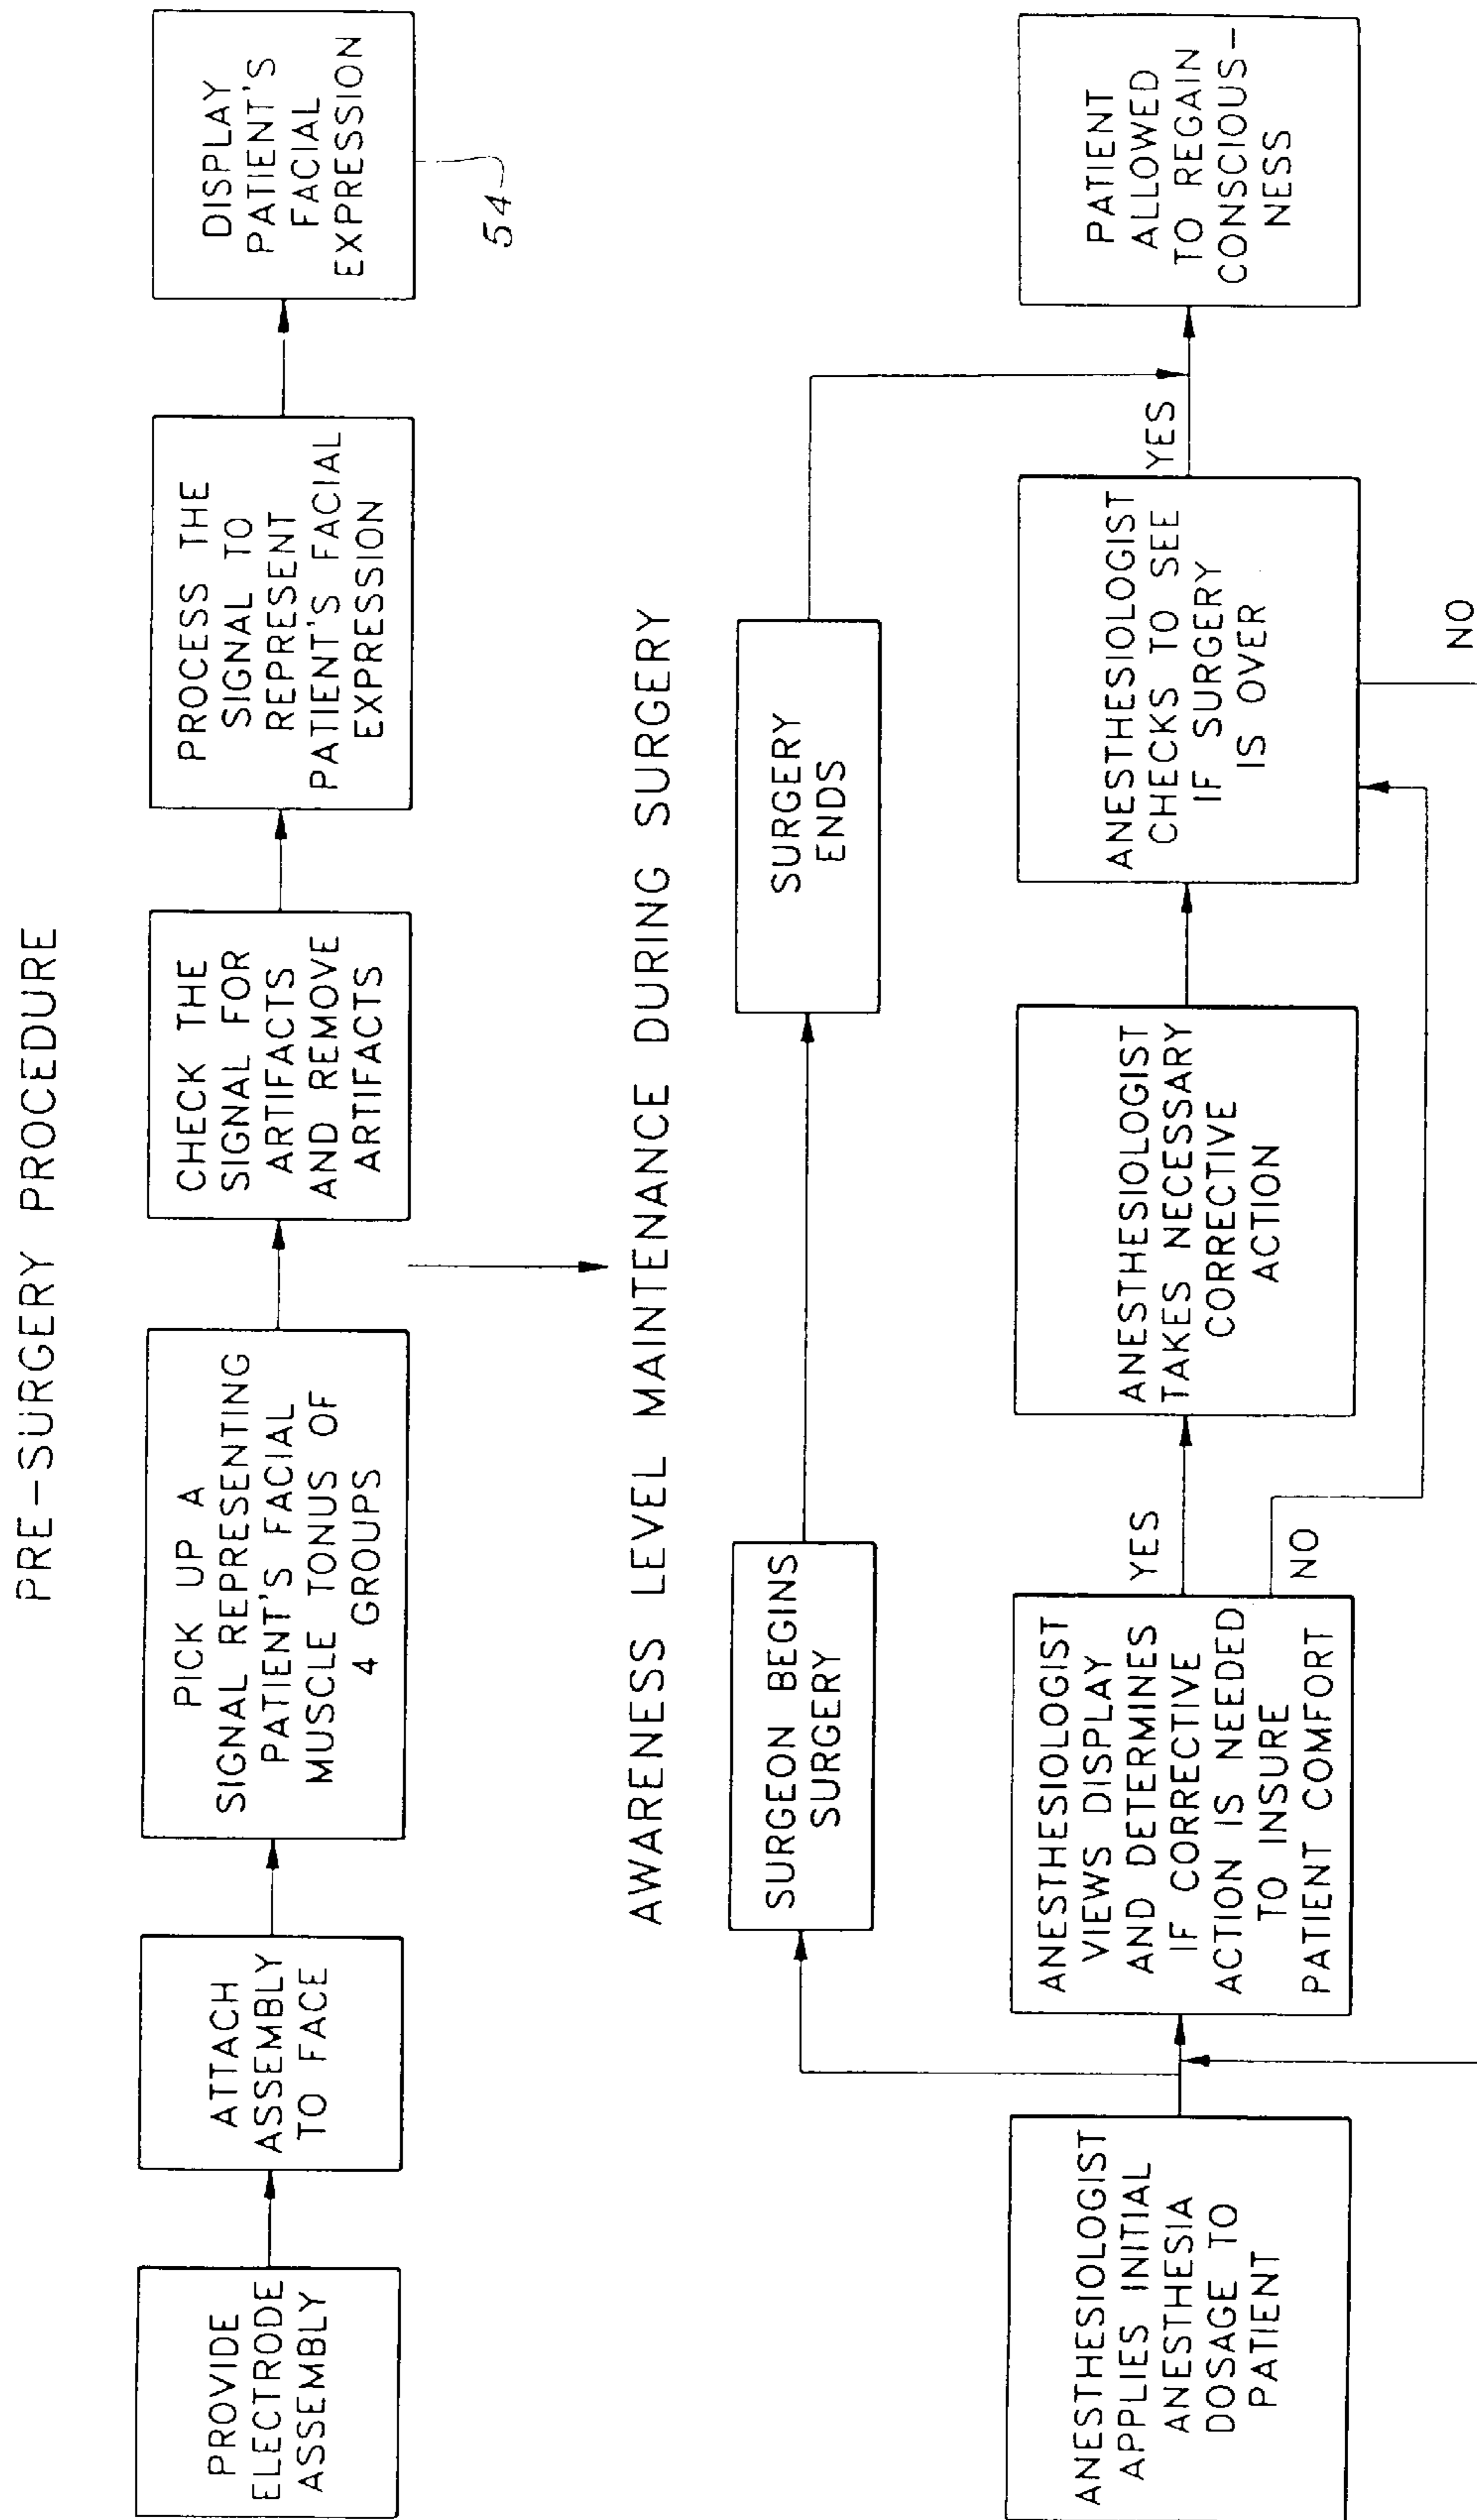 PRE-SURGERY PROCEDURE
PROVIDE
ELECTRODE
ASSEMBLY
ATTACH
ASSEMBLY
TO FACE
PICK UP A
SIGNAL REPRESENTING
PATIENT'S FACIAL
MUSCLE TONUS OF
4 GROUPS
CHECK THE
SIGNAL FOR
ARTIFACTS
AND REMOVE
ARTIFACTS
PROCESS THE
SIGNAL TO
REPRESENT
PATIENT'S FACIAL
EXPRESSION
DISPLAY
PATIENT'S
FACIAL
EXPRESSION
54
AWARENESS LEVEL MAINTENANCE DURING SURGERY
SURGEON BEGINS
SURGERY
SURGERY
ENDS
ANESTHESIOLOGIST
APPLIES INITIAL
ANESTHESIA
DOSAGE TO
PATIENT
ANESTHESIOLOGIST
VIEWS DISPLAY
AND DETERMINES
IF CORRECTIVE
ACTION IS NEEDED
TO INSURE
PATIENT COMFORT
YES
NO
ANESTHESIOLOGIST
TAKES NECESSARY
CORRECTIVE
ACTION
ANESTHESIOLOGIST
CHECKS TO SEE
IF SURGERY
IS OVER
YES
NO
PATIENT
ALLOWED
TO REGAIN
CONSCIOUS-
NESS